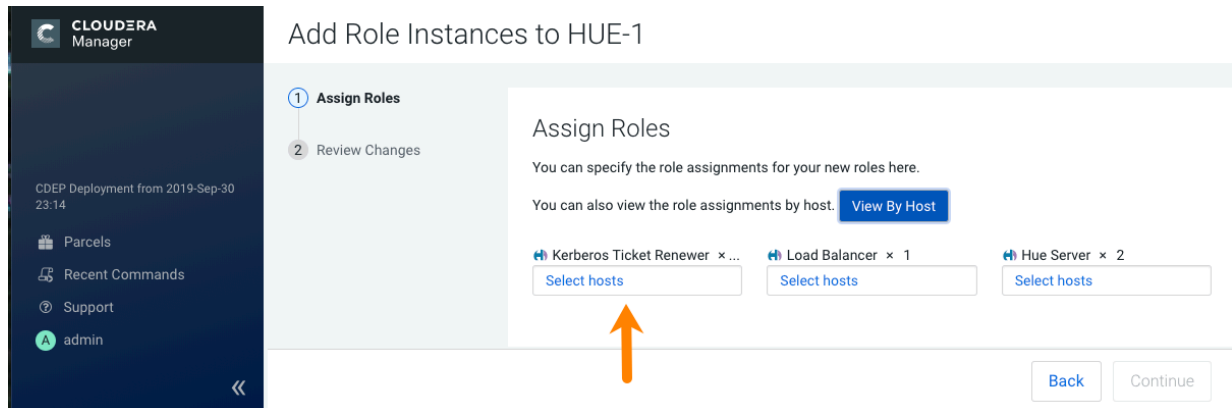 CLOUDERA
Manager
CDEP Deployment from 2019-Sep-30
23:14
Parcels
Recent Commands
Support
A admin
Add Role Instances to HUE-1
1 Assign Roles
2 Review Changes
Assign Roles
You can specify the role assignments for your new roles here.
You can also view the role assignments by host. View By Host
Kerberos Ticket Renewer × ...
Select hosts
Load Balancer × 1
Select hosts
Hue Server × 2
Select hosts
Back
Continue